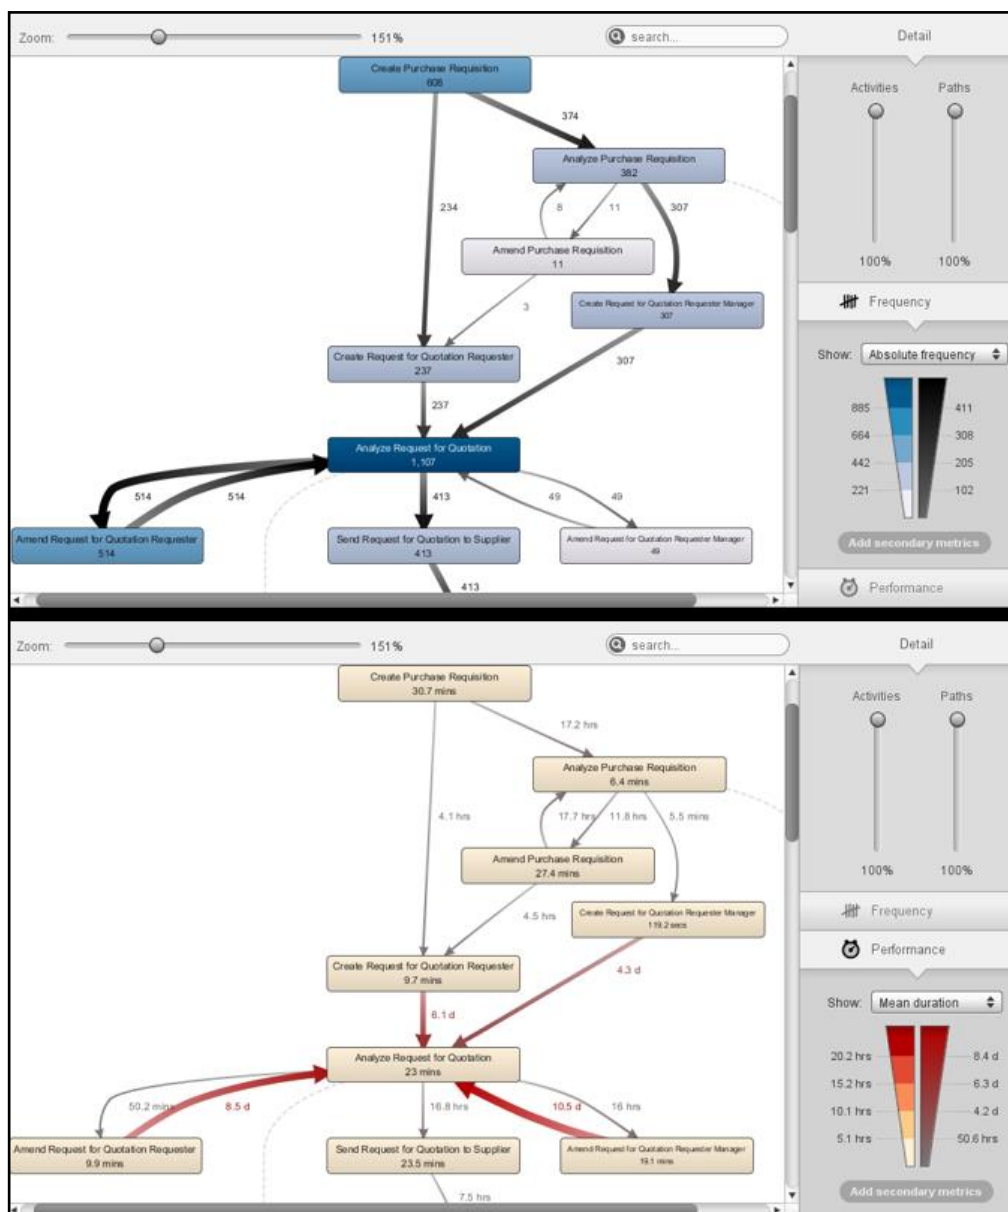 Zoom: 151% search... Detail
Create Purchase Requisition
608
Activities Paths
374
Analyze Purchase Requisition
382
234
8 11 307
Amend Purchase Requisition
11
100% 100%
Create Request for Quotation Requester Manager
307
Frequency
3
Create Request for Quotation Requester
237
307
Show: Absolute frequency
237
885 411
664 308
442 205
221 102
Analyze Request for Quotation
1,107
514 514 413 49 49
Amend Request for Quotation Requester
514
Send Request for Quotation to Supplier
413
Amend Request for Quotation Requester Manager
49
Add secondary metrics
413
Performance
Zoom: 151% search... Detail
Create Purchase Requisition
30.7 mins
Activities Paths
17.2 hrs
Analyze Purchase Requisition
6.4 mins
4.1 hrs
17.7 hrs 11.8 hrs 5.5 mins
Amend Purchase Requisition
27.4 mins
100% 100%
Create Request for Quotation Requester Manager
119.2 secs
Frequency
4.5 hrs
Performance
Create Request for Quotation Requester
9.7 mins
4.3 d
Show: Mean duration
6.1 d
20.2 hrs 8.4 d
15.2 hrs 6.3 d
10.1 hrs 4.2 d
5.1 hrs 50.6 hrs
Analyze Request for Quotation
23 mins
50.2 mins 8.5 d 16.8 hrs 10.5 d 16 hrs
Amend Request for Quotation Requester
9.9 mins
Send Request for Quotation to Supplier
23.5 mins
Amend Request for Quotation Requester Manager
19.1 mins
Add secondary metrics
7.5 hrs